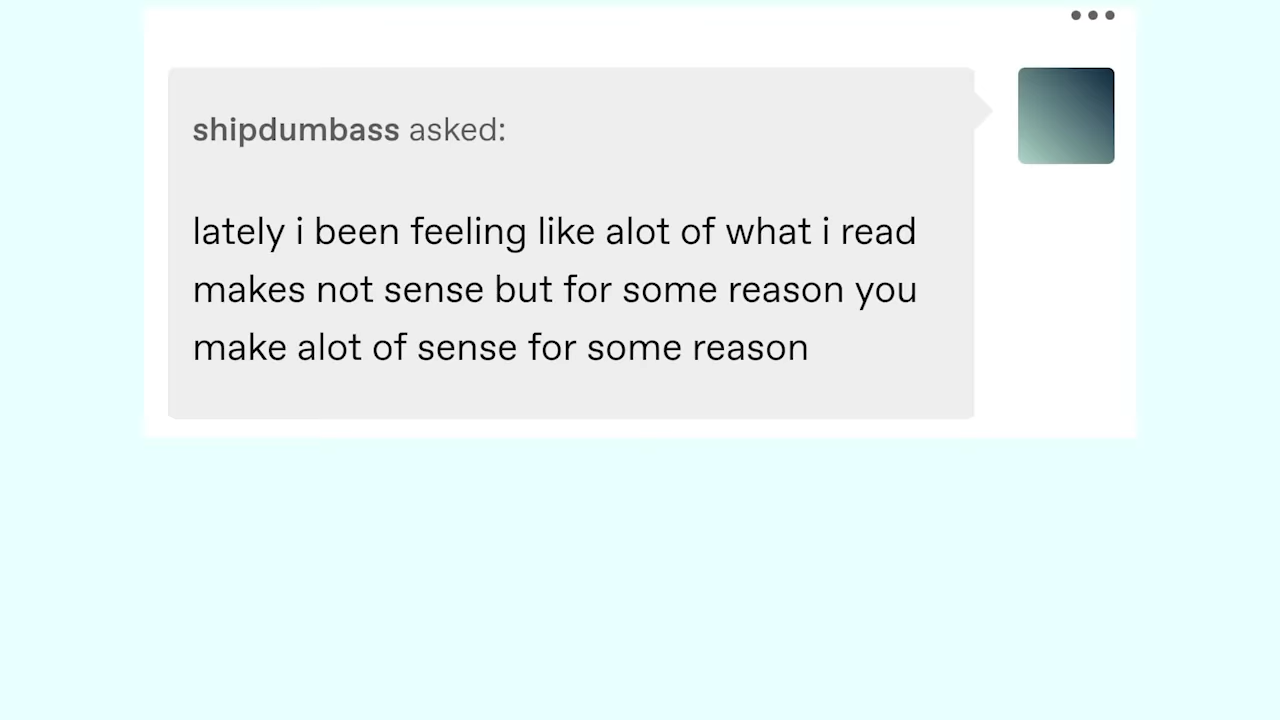 shipdumbass asked:
lately i been feeling like alot of what i read
makes not sense but for some reason you
make alot of sense for some reason